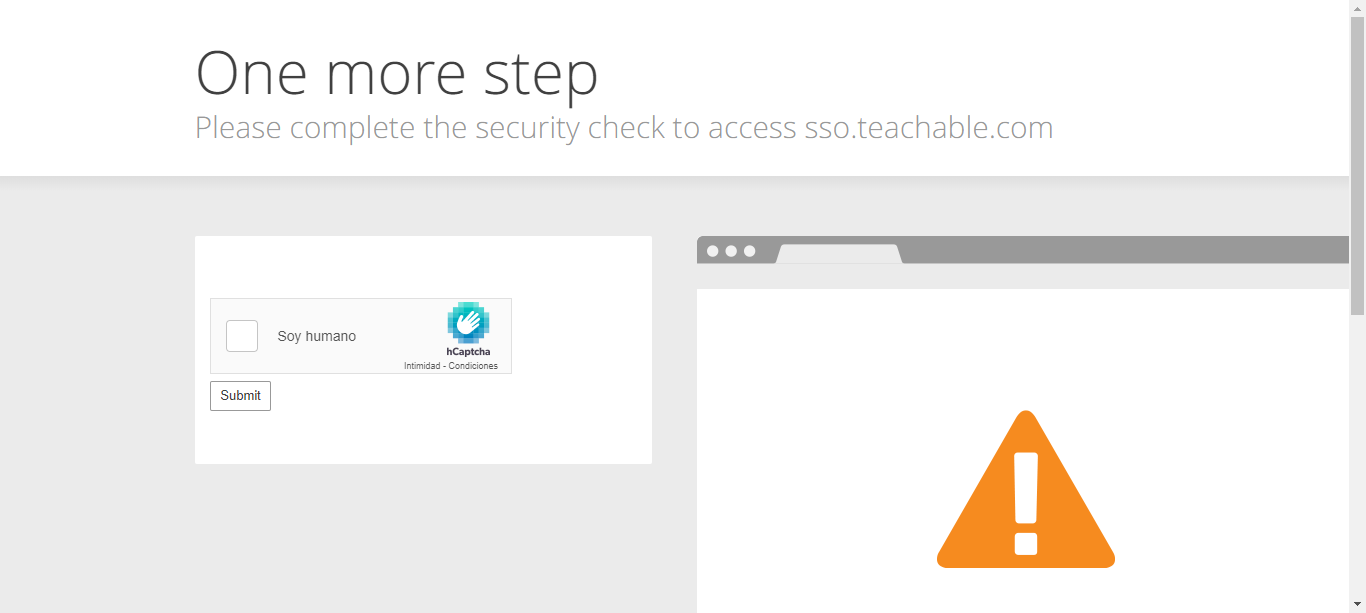 One more step
Please complete the security check to access sso.teachable.com
Soy humano
hCaptcha
Intimidad - Condiciones
Submit